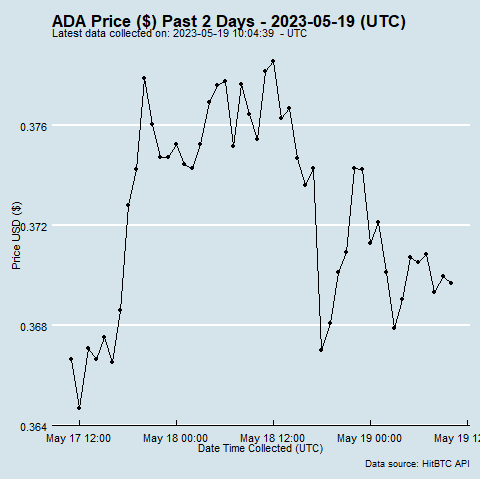 ADA Price ($) Past 2 Days - 2023-05-19 (UTC)
Latest data collected on: 2023-05-19 10:04:39 - UTC
0.376
0.372
Price USD ($)
0.368
0.364
May 17 12:00 May 18 00:00 May 18 12:00 May 19 00:00 May 19 12
Date Time Collected (UTC)
Data source: HitBTC API